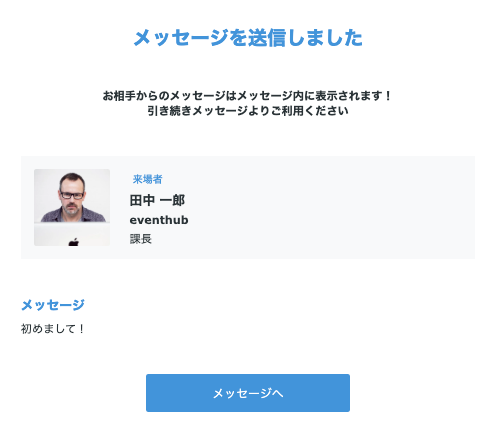 メッセージを送信しました
お相手からのメッセージはメッセージ内に表示されます！
引き続きメッセージよりご利用ください
来場者
田中 一郎
eventhub
課長
メッセージ
初めまして！
メッセージへ